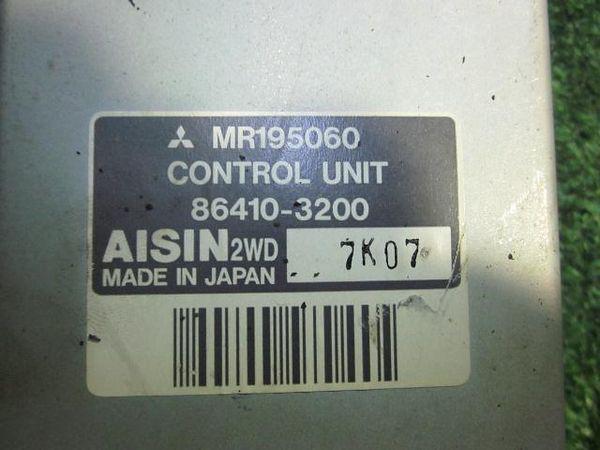 MR195060
CONTROL UNIT
86410-3200
AISIN 2WD 7K07
MADE IN JAPAN